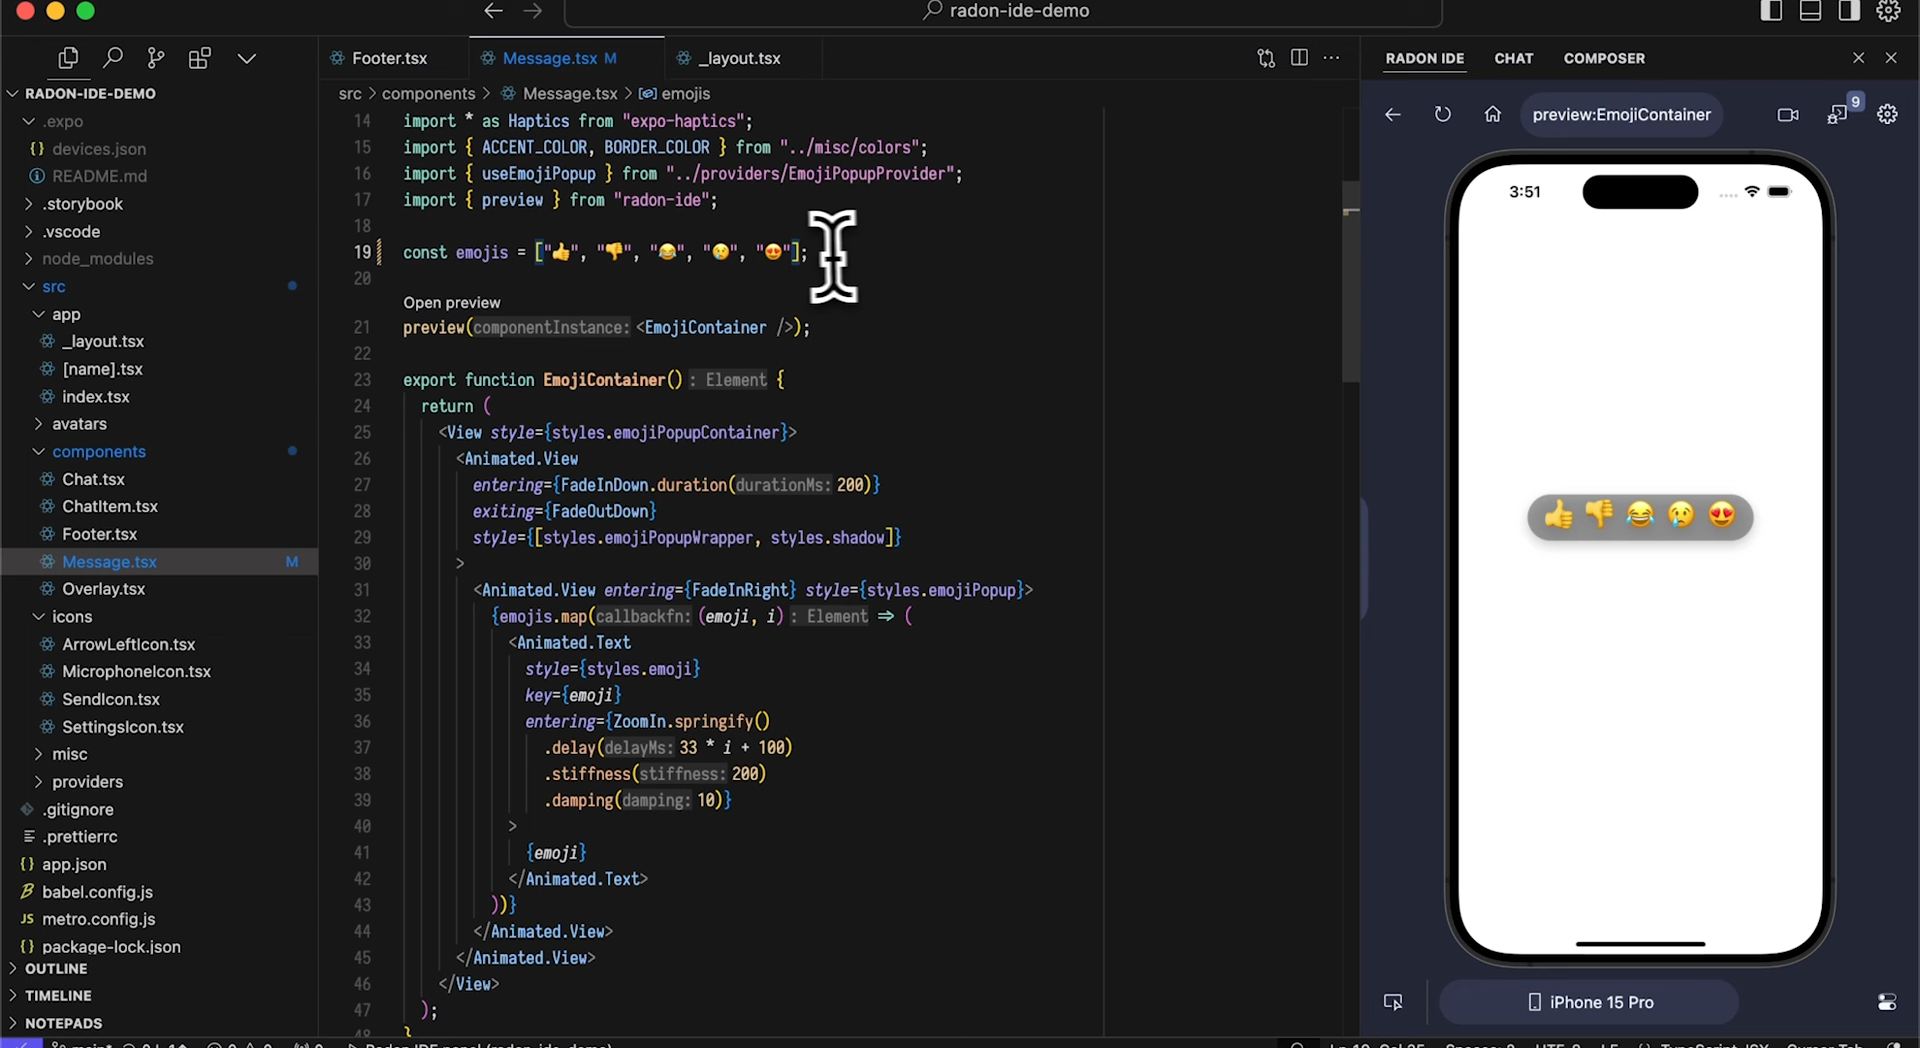 radon-ide-demo
RADON-IDE-DEMO
.expo
devices.json
README.md
.storybook
.vscode
node_modules
src
app
_layout.tsx
[name].tsx
index.tsx
avatars
components
Chat.tsx
ChatItem.tsx
Footer.tsx
Message.tsx M
Overlay.tsx
icons
ArrowLeftIcon.tsx
MicrophoneIcon.tsx
SendIcon.tsx
SettingsIcon.tsx
misc
providers
.gitignore
.prettierrc
app.json
babel.config.js
JS metro.config.js
package-lock.json
OUTLINE
TIMELINE
NOTEPADS
Footer.tsx Message.tsx M _layout.tsx
src > components > Message.tsx > emojis
14 import * as Haptics from "expo-haptics";
15 import { ACCENT_COLOR, BORDER_COLOR } from "../misc/colors";
16 import { useEmojiPopup } from "../providers/EmojiPopupProvider";
17 import { preview } from "radon-ide";
18
19 const emojis = ["👍", "👎", "😂", "😢", "😍"];
20
Open preview
21 preview(componentInstance: <EmojiContainer />);
22
23 export function EmojiContainer() : Element {
24 return (
25 <View style={styles.emojiPopupContainer}>
26 <Animated.View
27 entering={FadeInDown.duration(durationMs: 200)}
28 exiting={FadeOutDown}
29 style={[styles.emojiPopupWrapper, styles.shadow]}
30 >
31 <Animated.View entering={FadeInRight} style={styles.emojiPopup}>
32 {emojis.map(callbackfn: (emoji, i) : Element => (
33 <Animated.Text
34 style={styles.emoji}
35 key={emoji}
36 entering={ZoomIn.springify()
37 .delay(delayMs: 33 * i + 100)
38 .stiffness(stiffness: 200)
39 .damping(damping: 10)}
40 >
41 {emoji}
42 </Animated.Text>
43 ))}
44 </Animated.View>
45 </Animated.View>
46 </View>
47 );
48 }
RADON IDE CHAT COMPOSER
preview:EmojiContainer 9
3:51
👍 👎 😂 😢 😍
iPhone 15 Pro